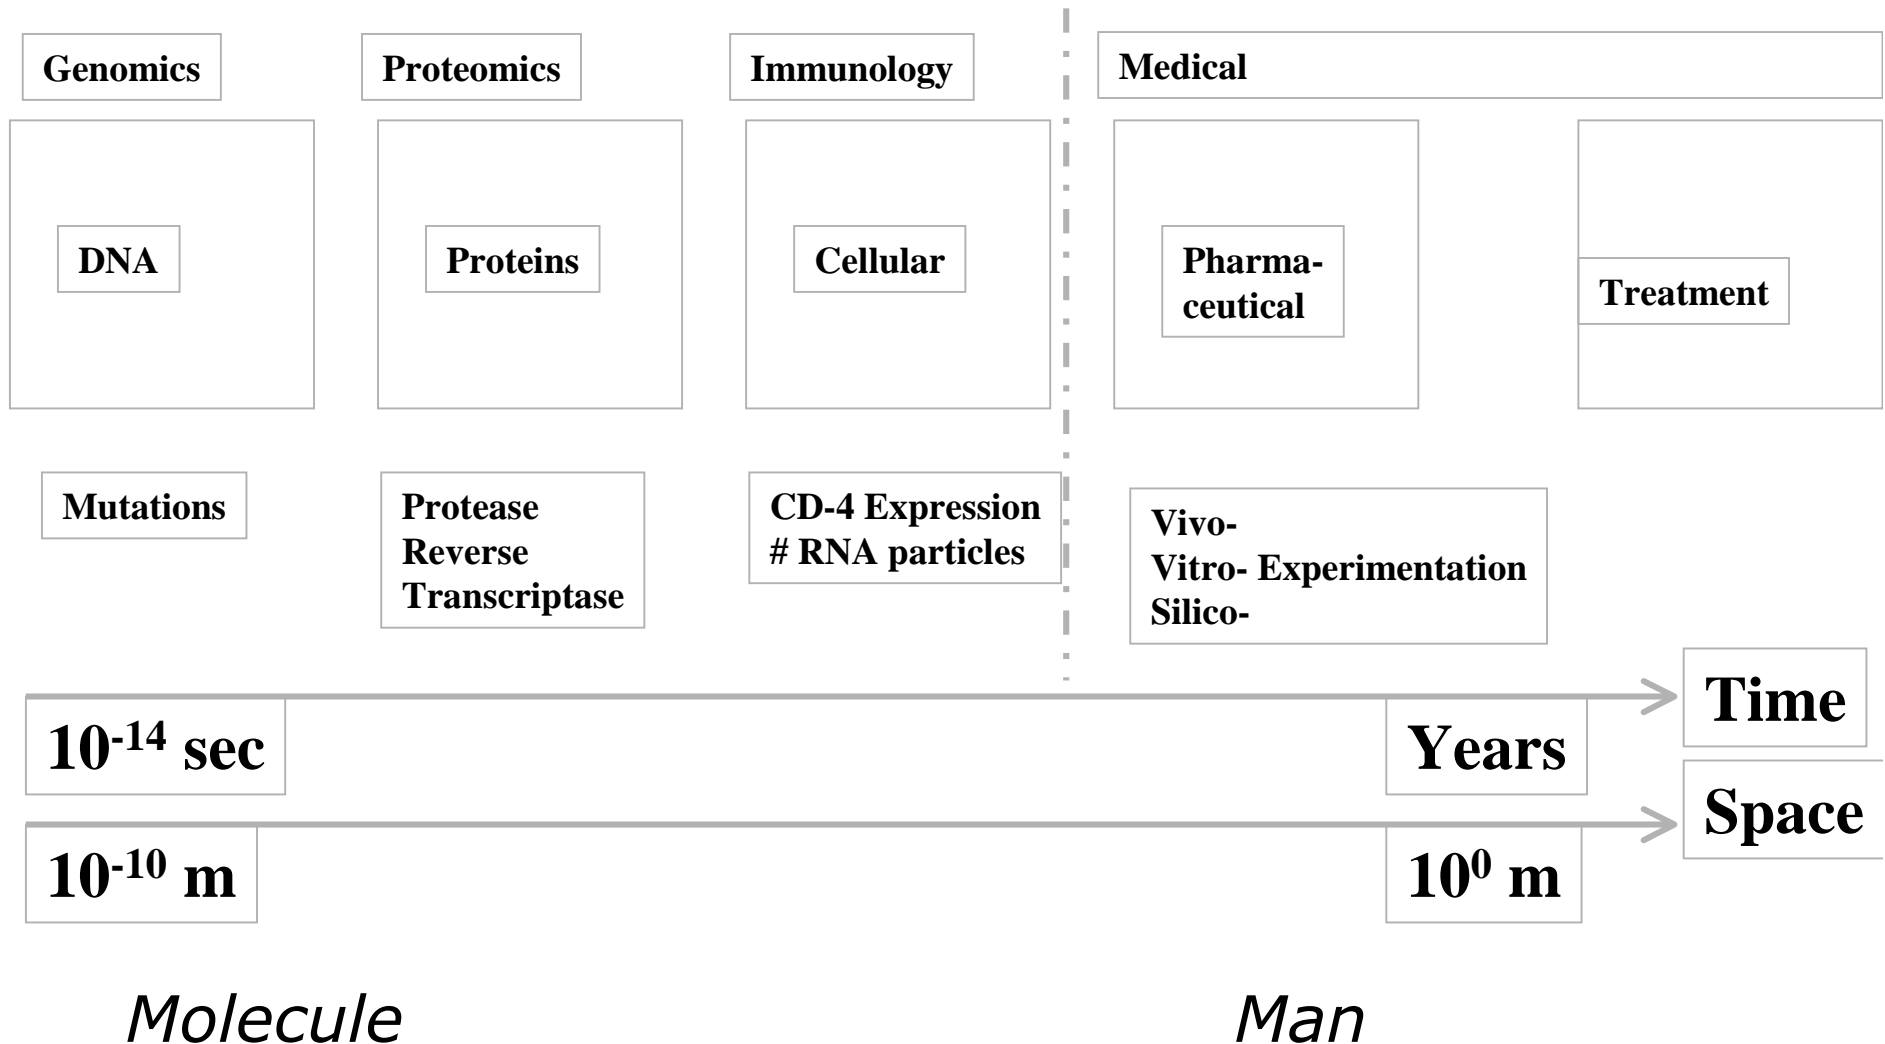 Genomics
Proteomics
Immunology
Medical
DNA
Proteins
Cellular
Pharma-
ceutical
Treatment
Mutations
Protease
Reverse
Transcriptase
CD-4 Expression
# RNA particles
Vivo-
Vitro- Experimentation
Silico-
Time
10⁻¹⁴ sec
Years
Space
10⁻¹⁰ m
10⁰ m
Molecule
Man